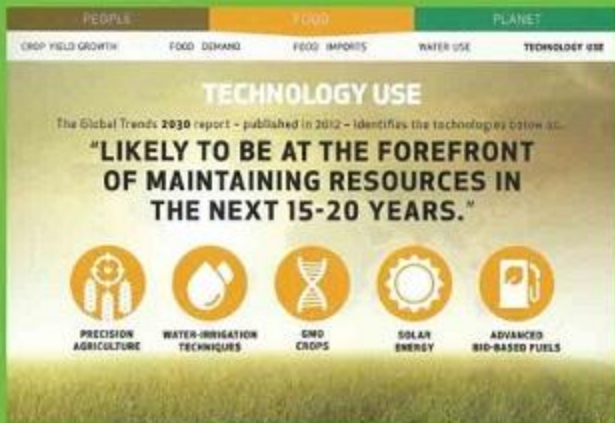 PEOPLE FOOD PLANET
CROP YIELD GROWTH FOOD DEMAND FOOD IMPORTS WATER USE TECHNOLOGY USE
TECHNOLOGY USE
The Global Trends 2030 report - published in 2012 - identifies the technologies below as...
"LIKELY TO BE AT THE FOREFRONT
OF MAINTAINING RESOURCES IN
THE NEXT 15-20 YEARS."
PRECISION
AGRICULTURE
WATER-IRRIGATION
TECHNIQUES
GMO
CROPS
SOLAR
ENERGY
ADVANCED
BIO-BASED FUELS